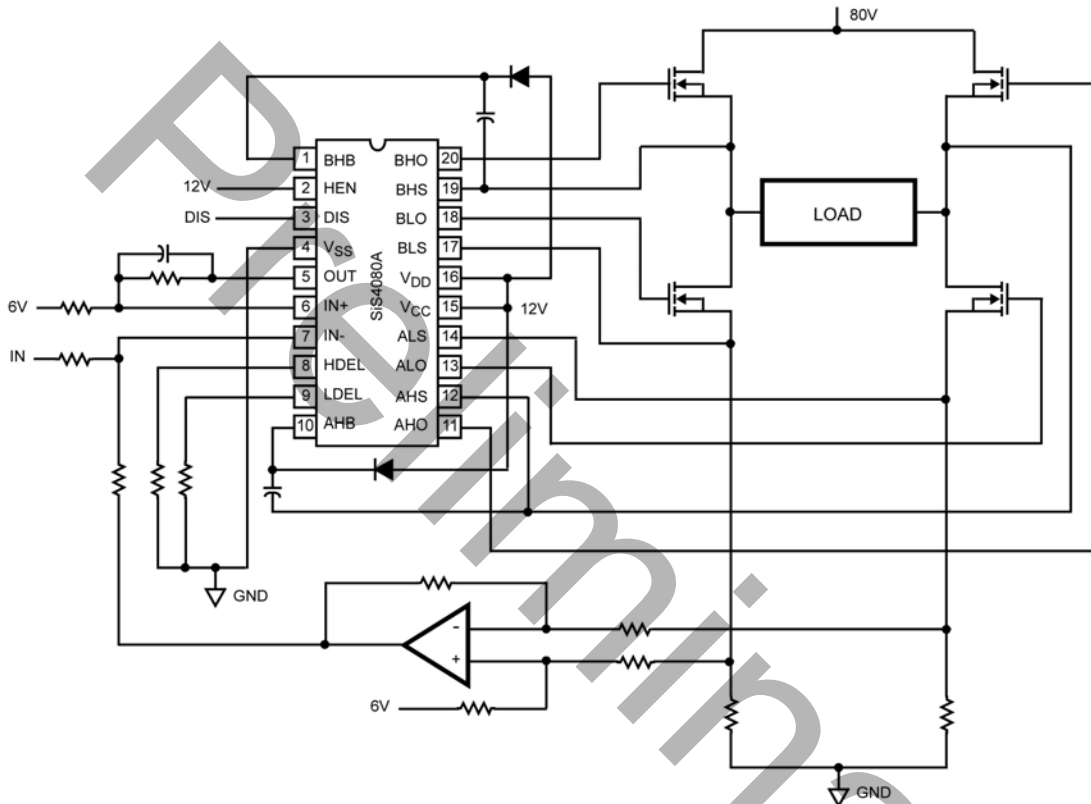 80V
1 BHB BHO 20
12V 2 HEN BHS 19
DIS 3 DIS BLO 18
4 VSS BLS 17
5 OUT VDD 16
6V 6 IN+ VCC 15 12V
IN 7 IN- ALS 14
8 HDEL ALO 13
9 LDEL AHS 12
10 AHB AHO 11
SiS4080A
LOAD
GND
-
+
6V
GND
Prelimin